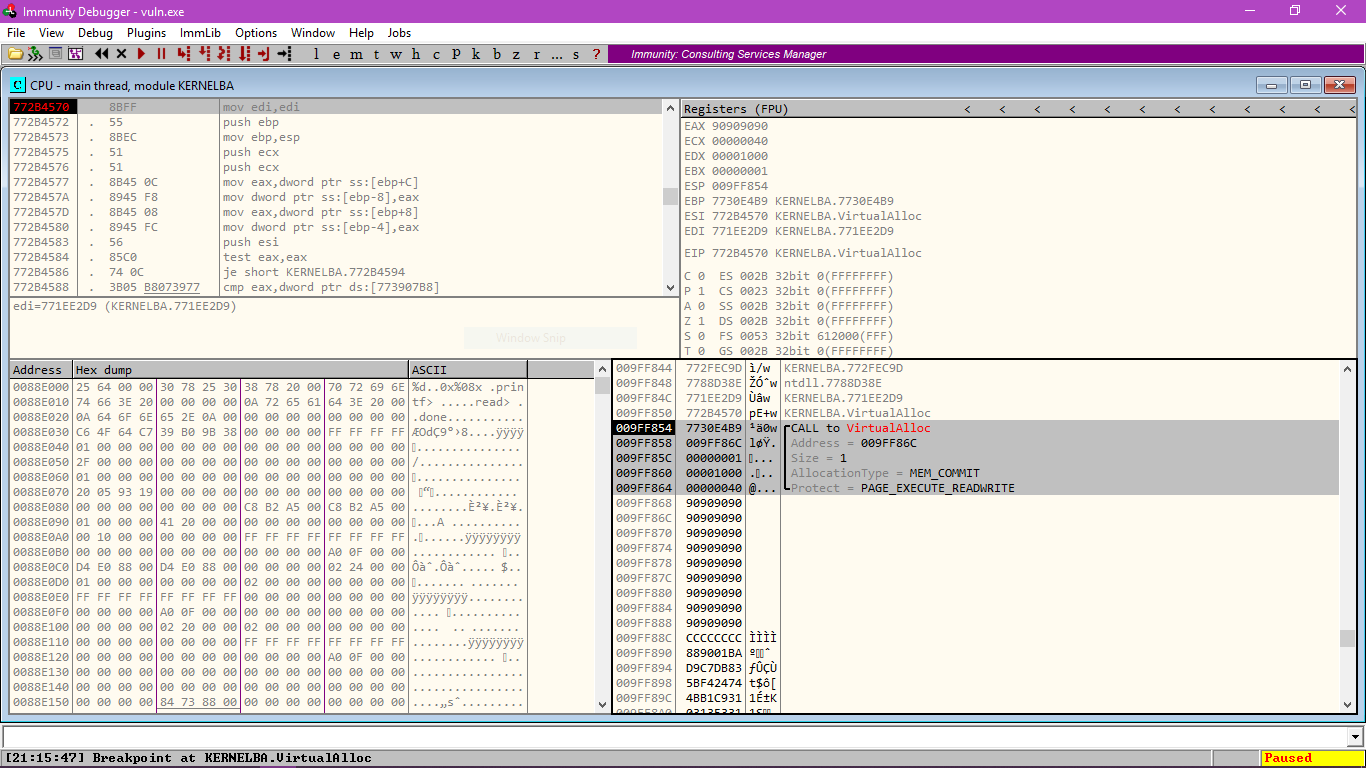 Immunity Debugger - vuln.exe
File View Debug Plugins ImmLib Options Window Help Jobs
l e m t w h c P k b z r ... s ? Immunity: Consulting Services Manager
C CPU - main thread, module KERNELBA
772B4570 8BFF mov edi,edi
772B4572 . 55 push ebp
772B4573 . 8BEC mov ebp,esp
772B4575 . 51 push ecx
772B4576 . 51 push ecx
772B4577 . 8B45 0C mov eax,dword ptr ss:[ebp+C]
772B457A . 8945 F8 mov dword ptr ss:[ebp-8],eax
772B457D . 8B45 08 mov eax,dword ptr ss:[ebp+8]
772B4580 . 8945 FC mov dword ptr ss:[ebp-4],eax
772B4583 . 56 push esi
772B4584 . 85C0 test eax,eax
772B4586 . 74 0C je short KERNELBA.772B4594
772B4588 . 3B05 B8073977 cmp eax,dword ptr ds:[773907B8]
edi=771EE2D9 (KERNELBA.771EE2D9)
Window Snip
Registers (FPU) < < < < < < < < < < < <
EAX 90909090
ECX 00000040
EDX 00001000
EBX 00000001
ESP 009FF854
EBP 7730E4B9 KERNELBA.7730E4B9
ESI 772B4570 KERNELBA.VirtualAlloc
EDI 771EE2D9 KERNELBA.771EE2D9
EIP 772B4570 KERNELBA.VirtualAlloc
C 0 ES 002B 32bit 0(FFFFFFFF)
P 1 CS 0023 32bit 0(FFFFFFFF)
A 0 SS 002B 32bit 0(FFFFFFFF)
Z 1 DS 002B 32bit 0(FFFFFFFF)
S 0 FS 0053 32bit 612000(FFF)
T 0 GS 002B 32bit 0(FFFFFFFF)
Address Hex dump ASCII
0088E000 25 64 00 00 30 78 25 30 38 78 20 00 70 72 69 6E %d..0x%08x .prin
0088E010 74 66 3E 20 00 00 00 00 0A 72 65 61 64 3E 20 00 tf> .....read> .
0088E020 0A 64 6F 6E 65 2E 0A 00 00 00 00 00 00 00 00 00 .done...........
0088E030 C6 4F 64 C7 39 B0 9B 38 00 00 00 00 FF FF FF FF ÆOdÇ9°›8....ÿÿÿÿ
0088E040 01 00 00 00 00 00 00 00 00 00 00 00 00 00 00 00
0088E050 2F 00 00 00 00 00 00 00 00 00 00 00 00 00 00 00 /...............
0088E060 01 00 00 00 00 00 00 00 00 00 00 00 00 00 00 00
0088E070 20 05 93 19 00 00 00 00 00 00 00 00 00 00 00 00
0088E080 00 00 00 00 00 00 00 00 C8 B2 A5 00 C8 B2 A5 00 ........È²¥.È²¥.
0088E090 01 00 00 00 41 20 00 00 00 00 00 00 00 00 00 00
0088E0A0 00 10 00 00 00 00 00 00 FF FF FF FF FF FF FF FF
0088E0B0 00 00 00 00 00 00 00 00 00 00 00 00 A0 0F 00 00
0088E0C0 D4 E0 88 00 D4 E0 88 00 00 00 00 00 02 24 00 00 Ôàˆ.Ôàˆ..... $..
0088E0D0 01 00 00 00 00 00 00 00 02 00 00 00 00 00 00 00
0088E0E0 FF FF FF FF FF FF FF FF 00 00 00 00 00 00 00 00 ÿÿÿÿÿÿÿÿ........
0088E0F0 00 00 00 00 A0 0F 00 00 00 00 00 00 00 00 00 00
0088E100 00 00 00 00 02 20 00 00 02 00 00 00 00 00 00 00
0088E110 00 00 00 00 00 00 00 00 FF FF FF FF FF FF FF FF ........ÿÿÿÿÿÿÿÿ
0088E120 00 00 00 00 00 00 00 00 00 00 00 00 A0 0F 00 00
0088E130 00 00 00 00 00 00 00 00 00 00 00 00 00 00 00 00 ................
0088E140 00 00 00 00 00 00 00 00 00 00 00 00 00 00 00 00 ................
0088E150 00 00 00 00 84 73 88 00 00 00 00 00 00 00 00 00 ....„sˆ.........
009FF844 772FEC9D ì/w KERNELBA.772FEC9D
009FF848 7788D38E ŽÓˆw ntdll.7788D38E
009FF84C 771EE2D9 Ùâw KERNELBA.771EE2D9
009FF850 772B4570 pE+w KERNELBA.VirtualAlloc
009FF854 7730E4B9 ¹ä0w CALL to VirtualAlloc
009FF858 009FF86C løŸ. Address = 009FF86C
009FF85C 00000001 ... Size = 1
009FF860 00001000 AllocationType = MEM_COMMIT
009FF864 00000040 @... Protect = PAGE_EXECUTE_READWRITE
009FF868 90909090
009FF86C 90909090
009FF870 90909090
009FF874 90909090
009FF878 90909090
009FF87C 90909090
009FF880 90909090
009FF884 90909090
009FF888 90909090
009FF88C CCCCCCCC ÌÌÌÌ
009FF890 889001BA
009FF894 D9C7DB83 ƒÛÇÙ
009FF898 5BF42474 t$ô[
009FF89C 4BB1C931 1É±K
[21:15:47] Breakpoint at KERNELBA.VirtualAlloc Paused